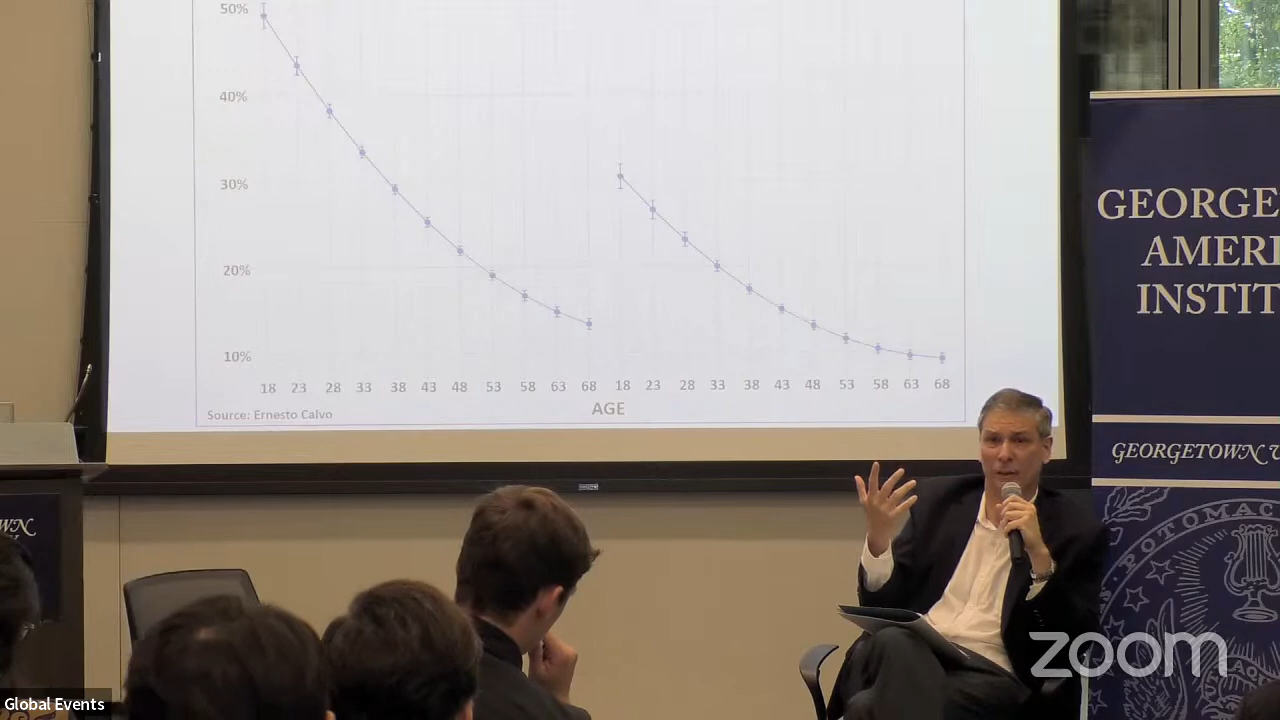 50%
40%
30%
20%
10%
18 23 28 33 38 43 48 53 58 63 68 18 23 28 33 38 43 48 53 58 63 68
AGE
Source: Ernesto Calvo
GEORGE
AMERI
INSTIT
GEORGETOWN U
POTOMAC
WN
zoom
Global Events